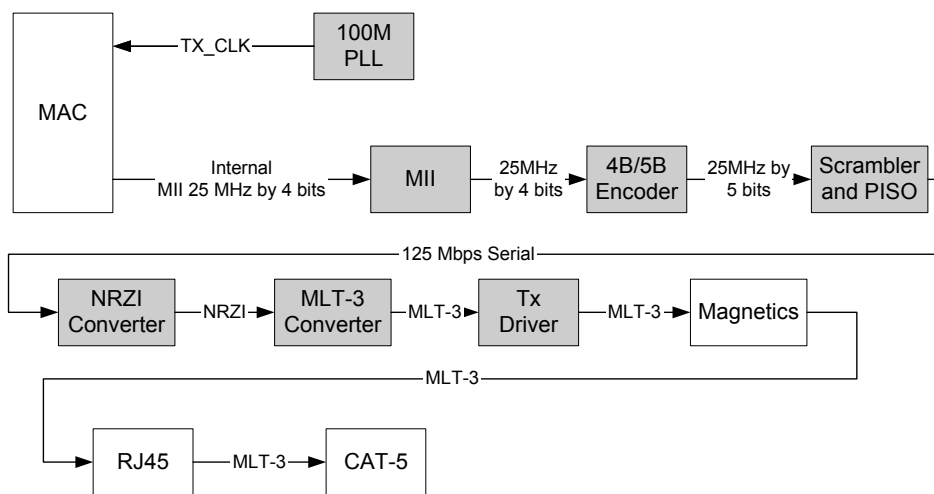 100M
PLL
TX_CLK
MAC
Internal
MII 25 MHz by 4 bits
MII
25MHz
by 4 bits
4B/5B
Encoder
25MHz by
5 bits
Scrambler
and PISO
125 Mbps Serial
NRZI
Converter
NRZI
MLT-3
Converter
MLT-3
Tx
Driver
MLT-3
Magnetics
MLT-3
RJ45
MLT-3
CAT-5